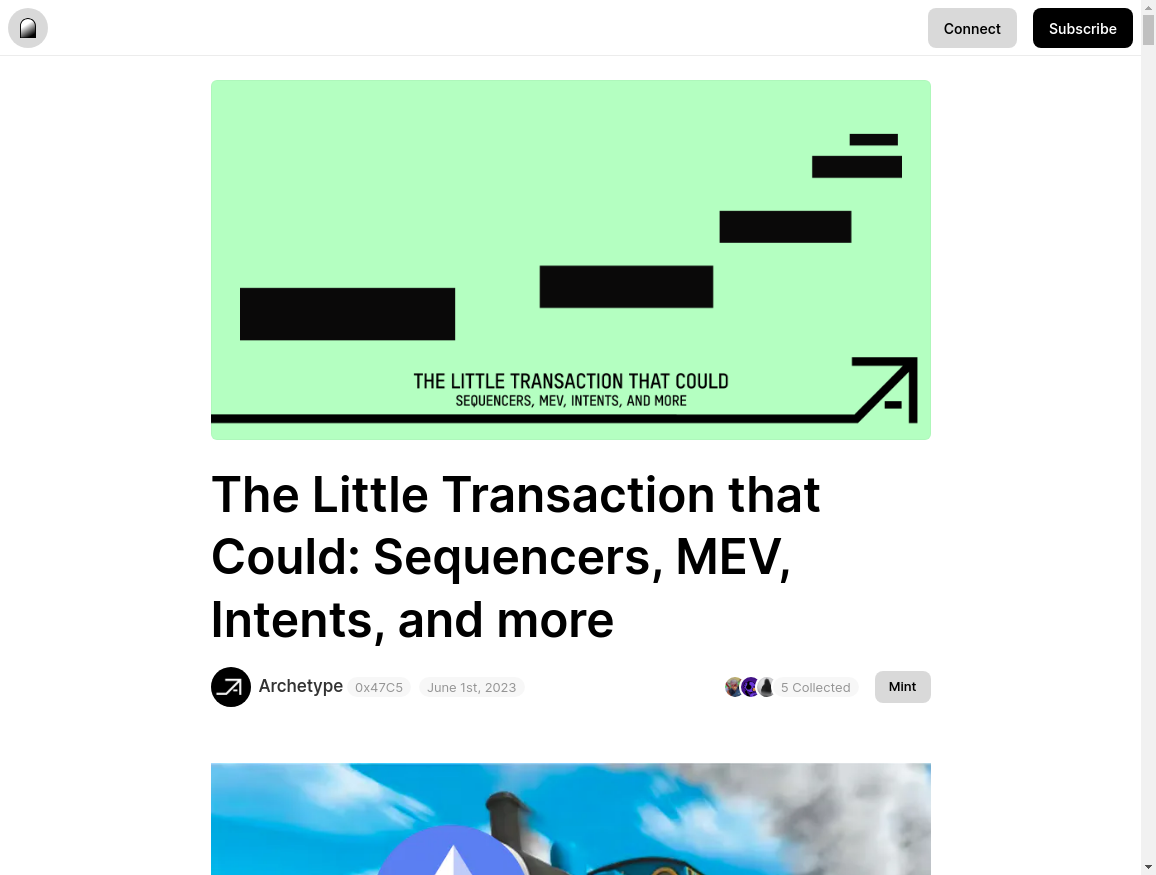 Connect
Subscribe
THE LITTLE TRANSACTION THAT COULD
SEQUENCERS, MEV, INTENTS, AND MORE
The Little Transaction that
Could: Sequencers, MEV,
Intents, and more
Archetype 0x47C5 June 1st, 2023
5 Collected
Mint